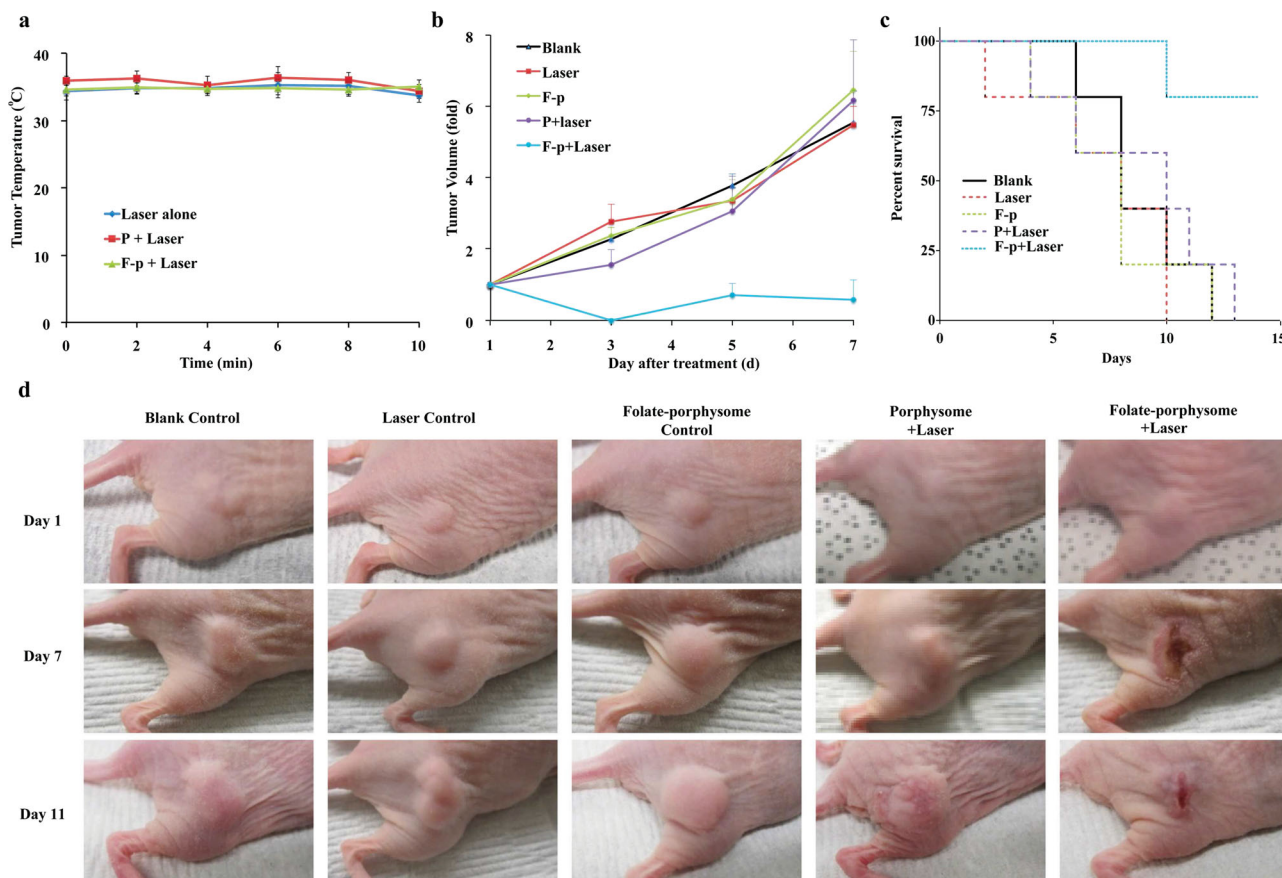 a
Tumor Temperature (°C)
40
30
20
10
0
0 2 4 6 8 10
Time (min)
Laser alone
P + Laser
F-p + Laser
b
Tumor Volume (fold)
8
6
4
2
0
1 2 3 4 5 6 7
Day after treatment (d)
Blank
Laser
F-p
P+laser
F-p+Laser
c
Percent survival
100
75
50
25
0
0 5 10 15
Days
Blank
Laser
F-p
P+Laser
F-p+Laser
d
Blank Control
Laser Control
Folate-porphysome
Control
Porphysome
+Laser
Folate-porphysome
+Laser
Day 1
Day 7
Day 11